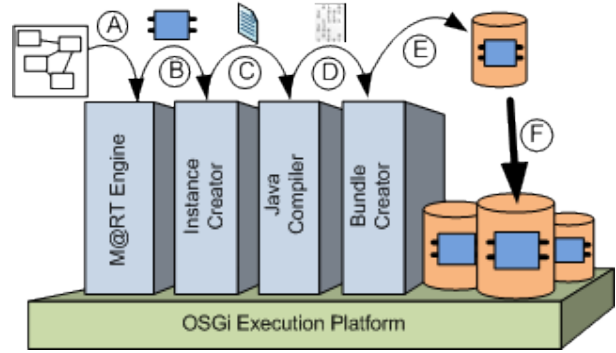 A
B
C
D
E
F
M@RT Engine
Instance
Creator
Java
Compiler
Bundle
Creator
OSGi Execution Platform